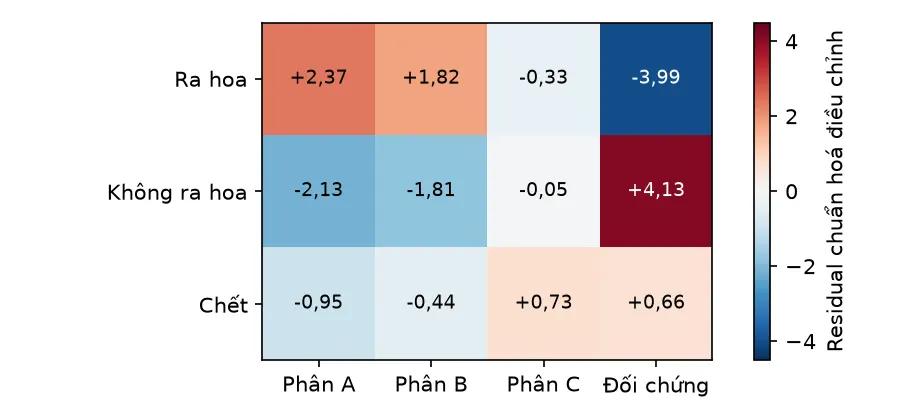 Ra hoa +2,37 +1,82 -0,33 -3,99
Không ra hoa -2,13 -1,81 -0,05 +4,13
Chết -0,95 -0,44 +0,73 +0,66
Phân A Phân B Phân C Đối chứng
4
2
0
−2
−4
Residual chuẩn hoá điều chỉnh